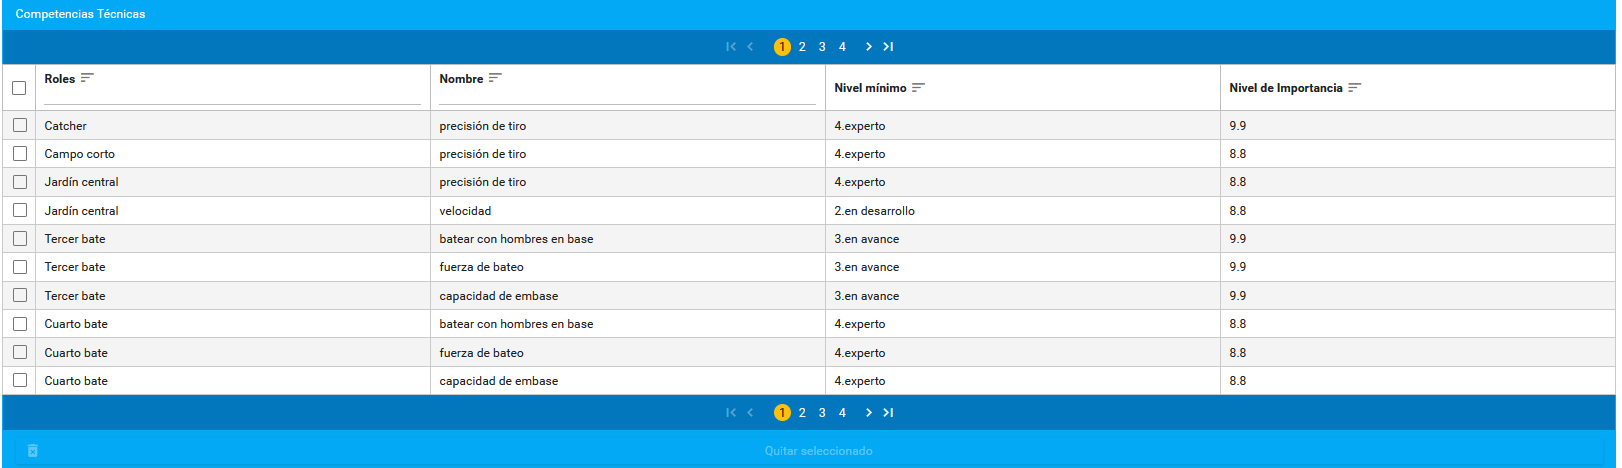 Competencias Técnicas
1 2 3 4
Roles Nombre Nivel mínimo Nivel de Importancia
Catcher precisión de tiro 4.experto 9.9
Campo corto precisión de tiro 4.experto 8.8
Jardín central precisión de tiro 4.experto 8.8
Jardín central velocidad 2.en desarrollo 8.8
Tercer bate batear con hombres en base 3.en avance 9.9
Tercer bate fuerza de bateo 3.en avance 9.9
Tercer bate capacidad de embase 3.en avance 9.9
Cuarto bate batear con hombres en base 4.experto 8.8
Cuarto bate fuerza de bateo 4.experto 8.8
Cuarto bate capacidad de embase 4.experto 8.8
1 2 3 4
Quitar seleccionado